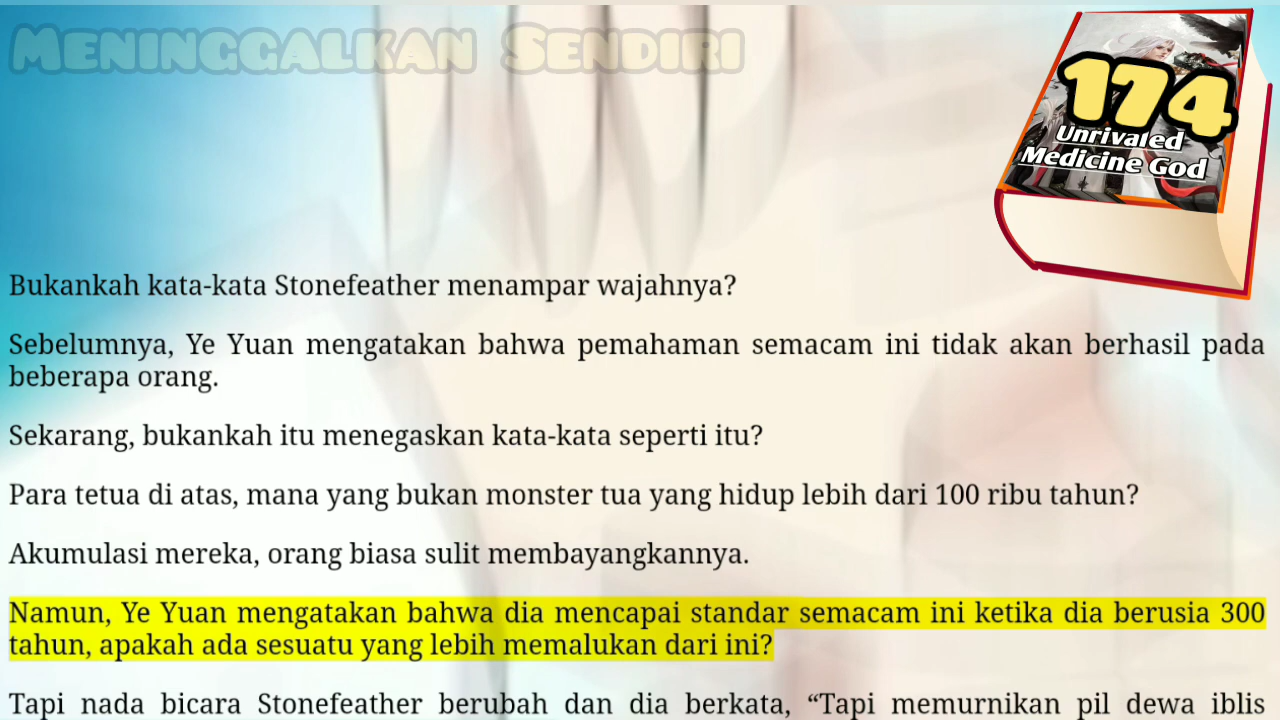 Meninggalkan Sendiri
174
Unrivaled
Medicine God
Bukankah kata-kata Stonefeather menampar wajahnya?
Sebelumnya, Ye Yuan mengatakan bahwa pemahaman semacam ini tidak akan berhasil pada
beberapa orang.
Sekarang, bukankah itu menegaskan kata-kata seperti itu?
Para tetua di atas, mana yang bukan monster tua yang hidup lebih dari 100 ribu tahun?
Akumulasi mereka, orang biasa sulit membayangkannya.
Namun, Ye Yuan mengatakan bahwa dia mencapai standar semacam ini ketika dia berusia 300
tahun, apakah ada sesuatu yang lebih memalukan dari ini?
Tapi nada bicara Stonefeather berubah dan dia berkata, “Tapi memurnikan pil dewa iblis